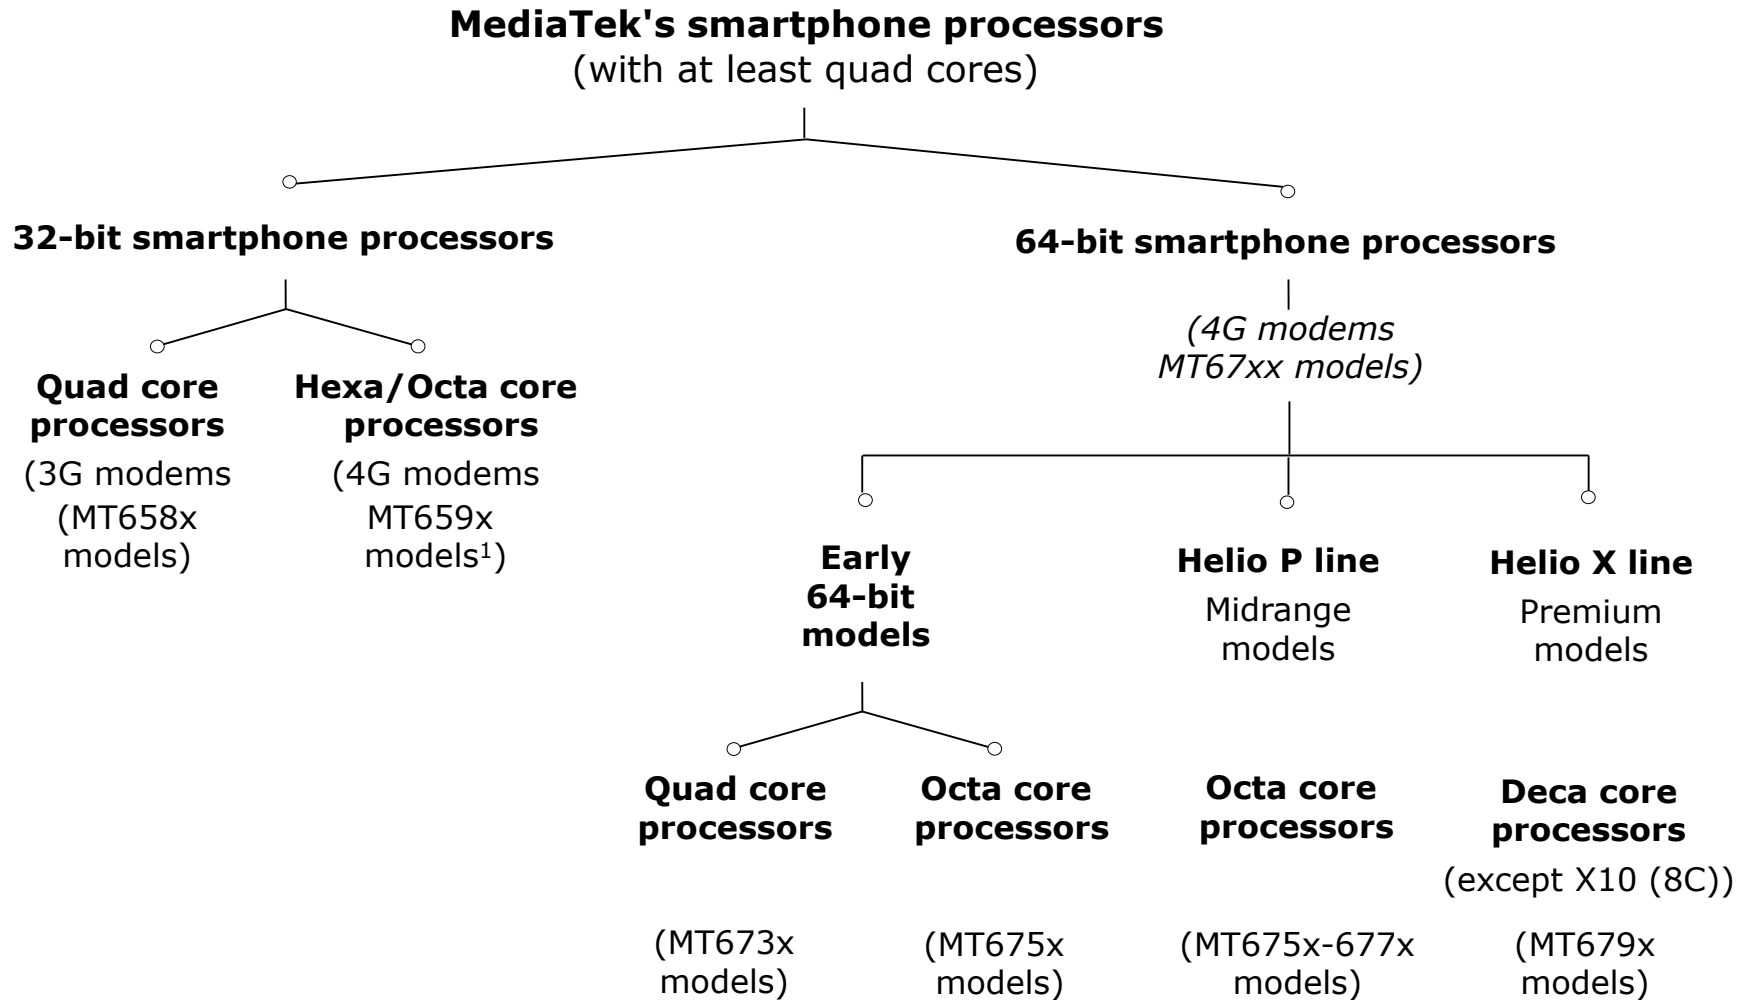 MediaTek's smartphone processors
(with at least quad cores)
32-bit smartphone processors
64-bit smartphone processors
(4G modems
MT67xx models)
Quad core
processors
(3G modems
(MT658x
models)
Hexa/Octa core
processors
(4G modems
MT659x
models¹)
Early
64-bit
models
Helio P line
Midrange
models
Helio X line
Premium
models
Quad core
processors
(MT673x
models)
Octa core
processors
(MT675x
models)
Octa core
processors
(MT675x-677x
models)
Deca core
processors
(except X10 (8C))
(MT679x
models)